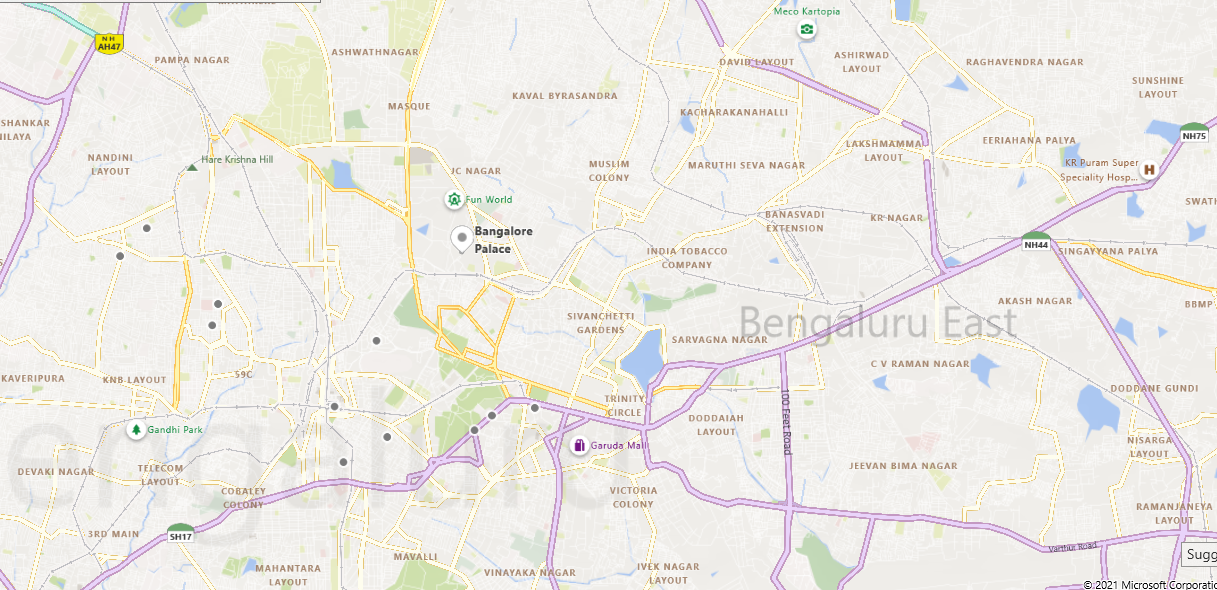 Meco Kartopia
NH
AH47
ASHWATHNAGAR
PAMPA NAGAR
DAVID LAYOUT
ASHIRWAD
LAYOUT
RAGHAVENDRA NAGAR
SUNSHINE
LAYOUT
KAVAL BYRASANDRA
MASQUE
KACHARAKANAHALLI
SHANKAR
NILAYA
NH75
EERIAHANA PALYA
LAKSHMAMMA
LAYOUT
NANDINI
LAYOUT
Hare Krishna Hill
JC NAGAR
MUSLIM
COLONY
MARUTHI SEVA NAGAR
KR Puram Super
Speciality Hosp...
H
Fun World
SWATH
BANASVADI
EXTENSION
KR NAGAR
Bangalore
Palace
INDIA TOBACCO
COMPANY
NH44
SINGAYYANA PALYA
AKASH NAGAR
BBMP
SIVANCHETTI
GARDENS
Bengaluru East
SARVAGNA NAGAR
C V RAMAN NAGAR
KAVERIPURA
KNB LAYOUT
59C
DODDANE GUNDI
TRINITY
CIRCLE
100 Feet Road
DODDAIAH
LAYOUT
Gandhi Park
engaluru
Garuda Mall
NISARGA
LAYOUT
DEVAKI NAGAR
TELECOM
LAYOUT
JEEVAN BIMA NAGAR
COBALEY
COLONY
VICTORIA
COLONY
RAMANJANEYA
LAYOUT
3RD MAIN
SH17
Varthur Road
MAVALLI
Sugg
MAHANTARA
LAYOUT
VINAYAKA NAGAR
IVEK NAGAR
LAYOUT
© 2021 Microsoft Corporatio